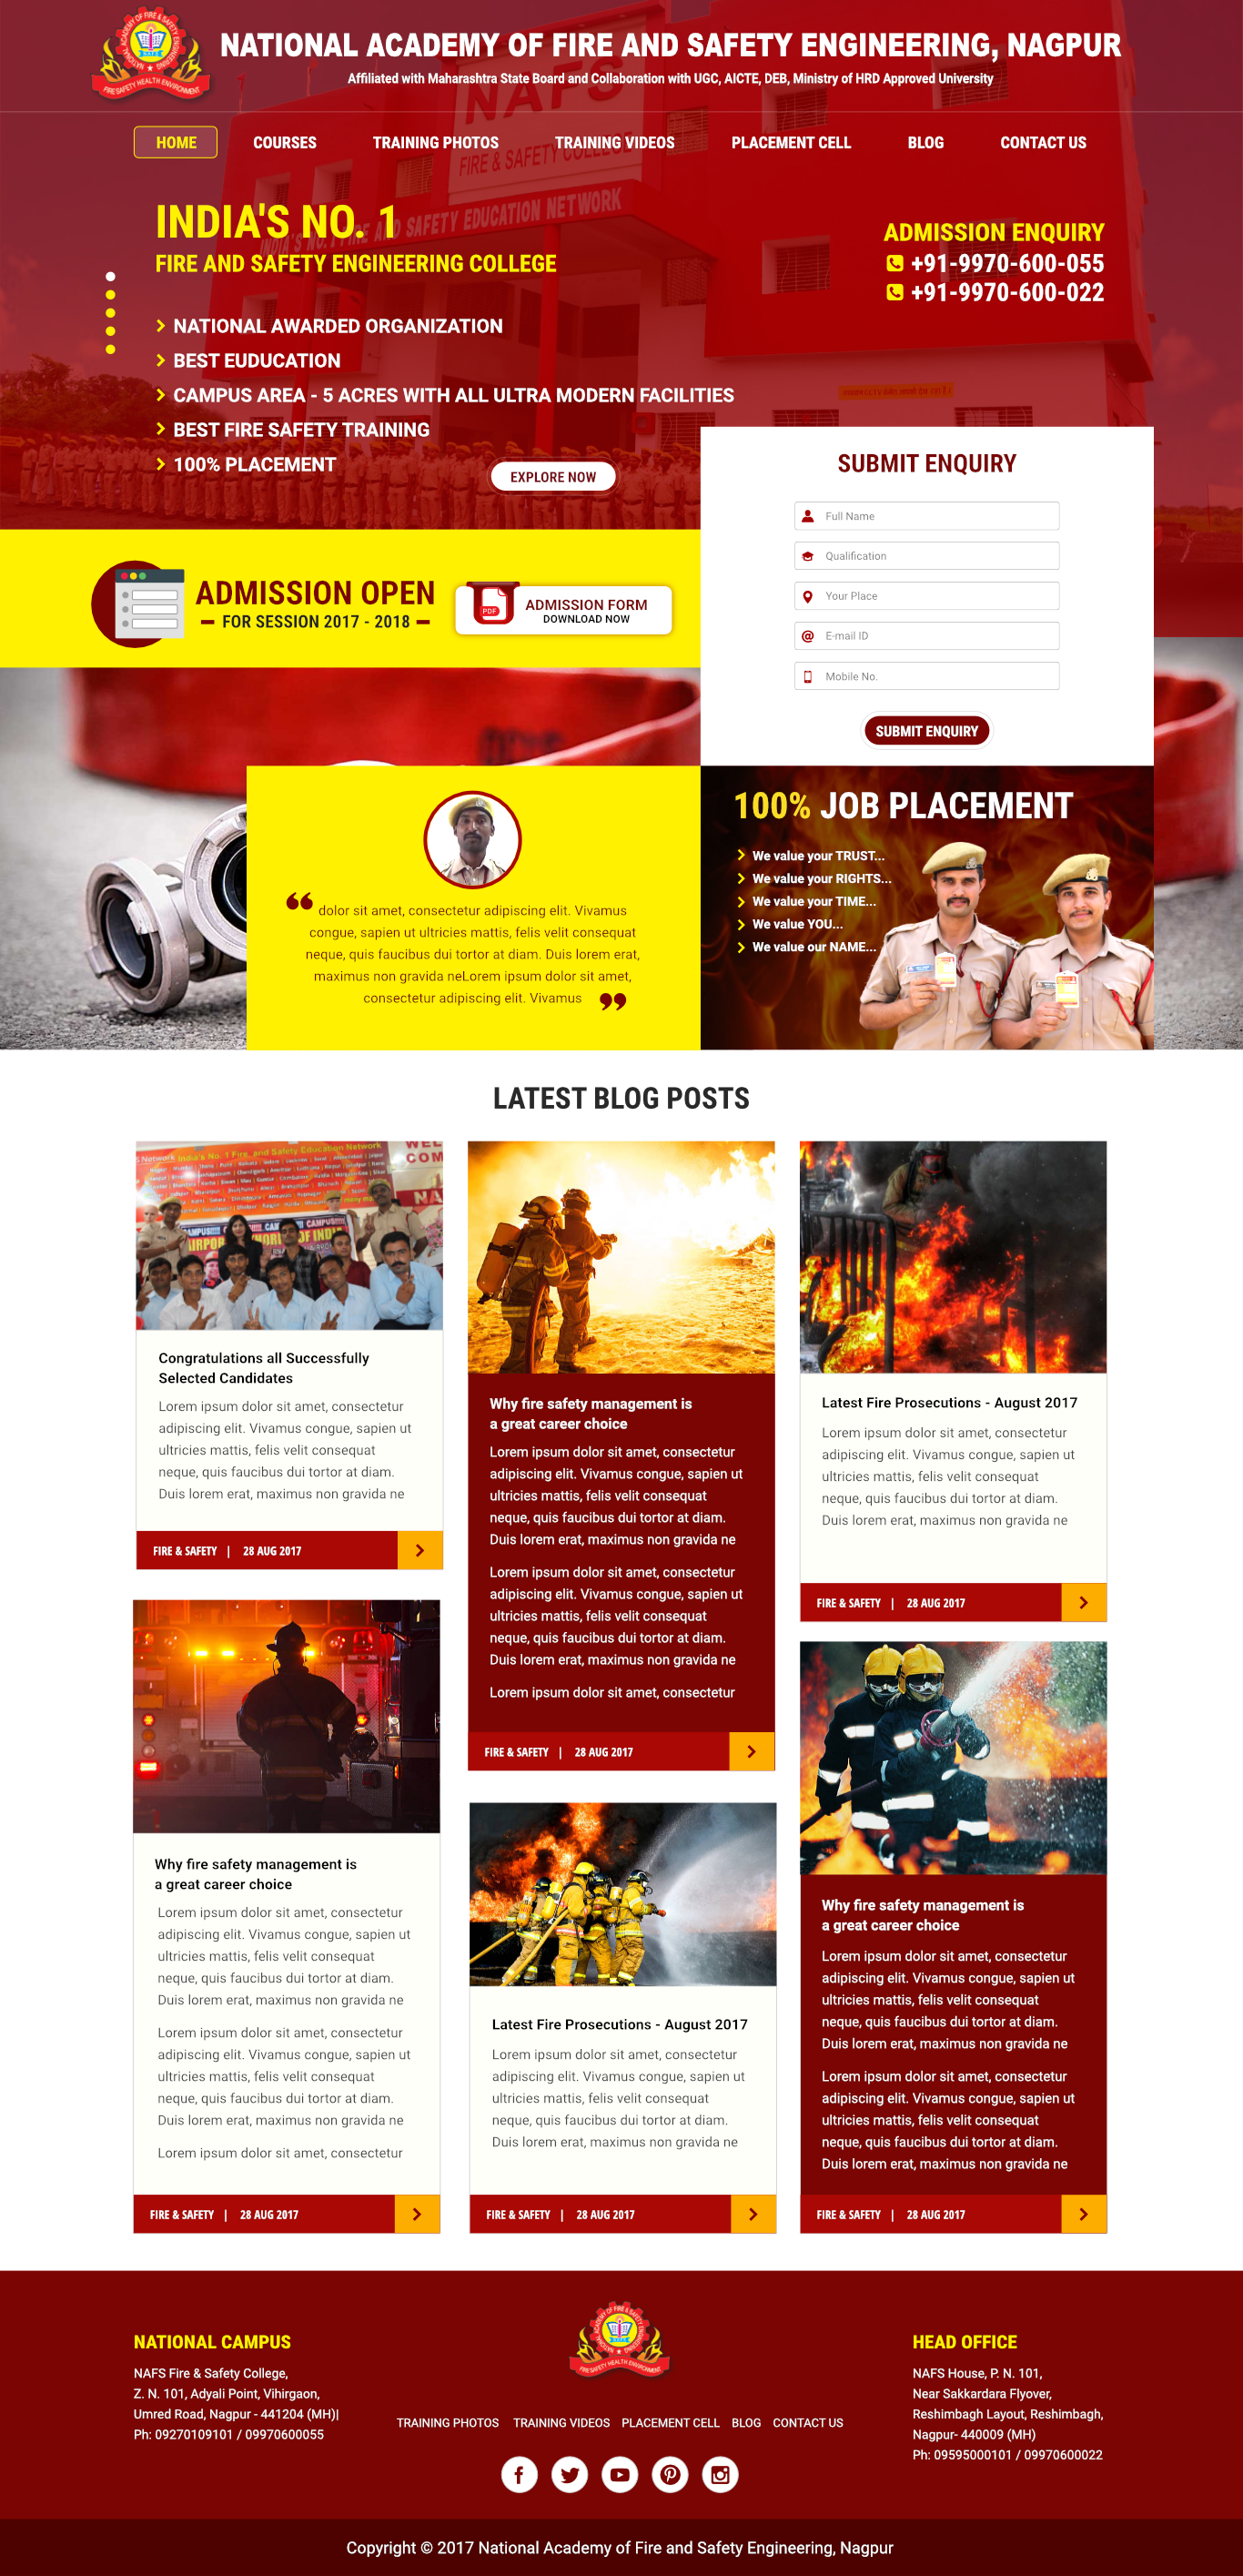 NATIONAL ACADEMY OF FIRE AND SAFETY ENGINEERING, NAGPUR
Affiliated with Maharashtra State Board and Collaboration with UGC, AICTE, DEB, Ministry of HRD Approved University
FIRE SAFETY HEALTH ENVIRONMENT
NAFS
FIRE & SAFETY COLLEGE
INDIA'S NO. 1 FIRE AND SAFETY EDUCATION NETWORK
HOME COURSES TRAINING PHOTOS TRAINING VIDEOS PLACEMENT CELL BLOG CONTACT US
INDIA'S NO. 1
FIRE AND SAFETY ENGINEERING COLLEGE
NATIONAL AWARDED ORGANIZATION
BEST EUDUCATION
CAMPUS AREA - 5 ACRES WITH ALL ULTRA MODERN FACILITIES
BEST FIRE SAFETY TRAINING
100% PLACEMENT
EXPLORE NOW
ADMISSION ENQUIRY
+91-9970-600-055
+91-9970-600-022
SUBMIT ENQUIRY
Full Name
Qualification
Your Place
E-mail ID
Mobile No.
SUBMIT ENQUIRY
ADMISSION OPEN
FOR SESSION 2017 - 2018
PDF
ADMISSION FORM
DOWNLOAD NOW
dolor sit amet, consectetur adipiscing elit. Vivamus
congue, sapien ut ultricies mattis, felis velit consequat
neque, quis faucibus dui tortor at diam. Duis lorem erat,
maximus non gravida neLorem ipsum dolor sit amet,
consectetur adipiscing elit. Vivamus
100% JOB PLACEMENT
We value your TRUST...
We value your RIGHTS...
We value your TIME...
We value YOU...
We value our NAME...
LATEST BLOG POSTS
Network India's No. 1 Fire and Safety Education Network
Congratulations all Successfully
Selected Candidates
Lorem ipsum dolor sit amet, consectetur
adipiscing elit. Vivamus congue, sapien ut
ultricies mattis, felis velit consequat
neque, quis faucibus dui tortor at diam.
Duis lorem erat, maximus non gravida ne
FIRE & SAFETY | 28 AUG 2017
Why fire safety management is
a great career choice
Lorem ipsum dolor sit amet, consectetur
adipiscing elit. Vivamus congue, sapien ut
ultricies mattis, felis velit consequat
neque, quis faucibus dui tortor at diam.
Duis lorem erat, maximus non gravida ne
Lorem ipsum dolor sit amet, consectetur
adipiscing elit. Vivamus congue, sapien ut
ultricies mattis, felis velit consequat
neque, quis faucibus dui tortor at diam.
Duis lorem erat, maximus non gravida ne
Lorem ipsum dolor sit amet, consectetur
FIRE & SAFETY | 28 AUG 2017
Latest Fire Prosecutions - August 2017
Lorem ipsum dolor sit amet, consectetur
adipiscing elit. Vivamus congue, sapien ut
ultricies mattis, felis velit consequat
neque, quis faucibus dui tortor at diam.
Duis lorem erat, maximus non gravida ne
FIRE & SAFETY | 28 AUG 2017
Why fire safety management is
a great career choice
Lorem ipsum dolor sit amet, consectetur
adipiscing elit. Vivamus congue, sapien ut
ultricies mattis, felis velit consequat
neque, quis faucibus dui tortor at diam.
Duis lorem erat, maximus non gravida ne
Lorem ipsum dolor sit amet, consectetur
adipiscing elit. Vivamus congue, sapien ut
ultricies mattis, felis velit consequat
neque, quis faucibus dui tortor at diam.
Duis lorem erat, maximus non gravida ne
Lorem ipsum dolor sit amet, consectetur
FIRE & SAFETY | 28 AUG 2017
Latest Fire Prosecutions - August 2017
Lorem ipsum dolor sit amet, consectetur
adipiscing elit. Vivamus congue, sapien ut
ultricies mattis, felis velit consequat
neque, quis faucibus dui tortor at diam.
Duis lorem erat, maximus non gravida ne
FIRE & SAFETY | 28 AUG 2017
Why fire safety management is
a great career choice
Lorem ipsum dolor sit amet, consectetur
adipiscing elit. Vivamus congue, sapien ut
ultricies mattis, felis velit consequat
neque, quis faucibus dui tortor at diam.
Duis lorem erat, maximus non gravida ne
Lorem ipsum dolor sit amet, consectetur
adipiscing elit. Vivamus congue, sapien ut
ultricies mattis, felis velit consequat
neque, quis faucibus dui tortor at diam.
Duis lorem erat, maximus non gravida ne
FIRE & SAFETY | 28 AUG 2017
NATIONAL CAMPUS
NAFS Fire & Safety College,
Z. N. 101, Adyali Point, Vihirgaon,
Umred Road, Nagpur - 441204 (MH)|
Ph: 09270109101 / 09970600055
FIRE SAFETY HEALTH ENVIRONMENT
TRAINING PHOTOS TRAINING VIDEOS PLACEMENT CELL BLOG CONTACT US
HEAD OFFICE
NAFS House, P. N. 101,
Near Sakkardara Flyover,
Reshimbagh Layout, Reshimbagh,
Nagpur- 440009 (MH)
Ph: 09595000101 / 09970600022
Copyright © 2017 National Academy of Fire and Safety Engineering, Nagpur